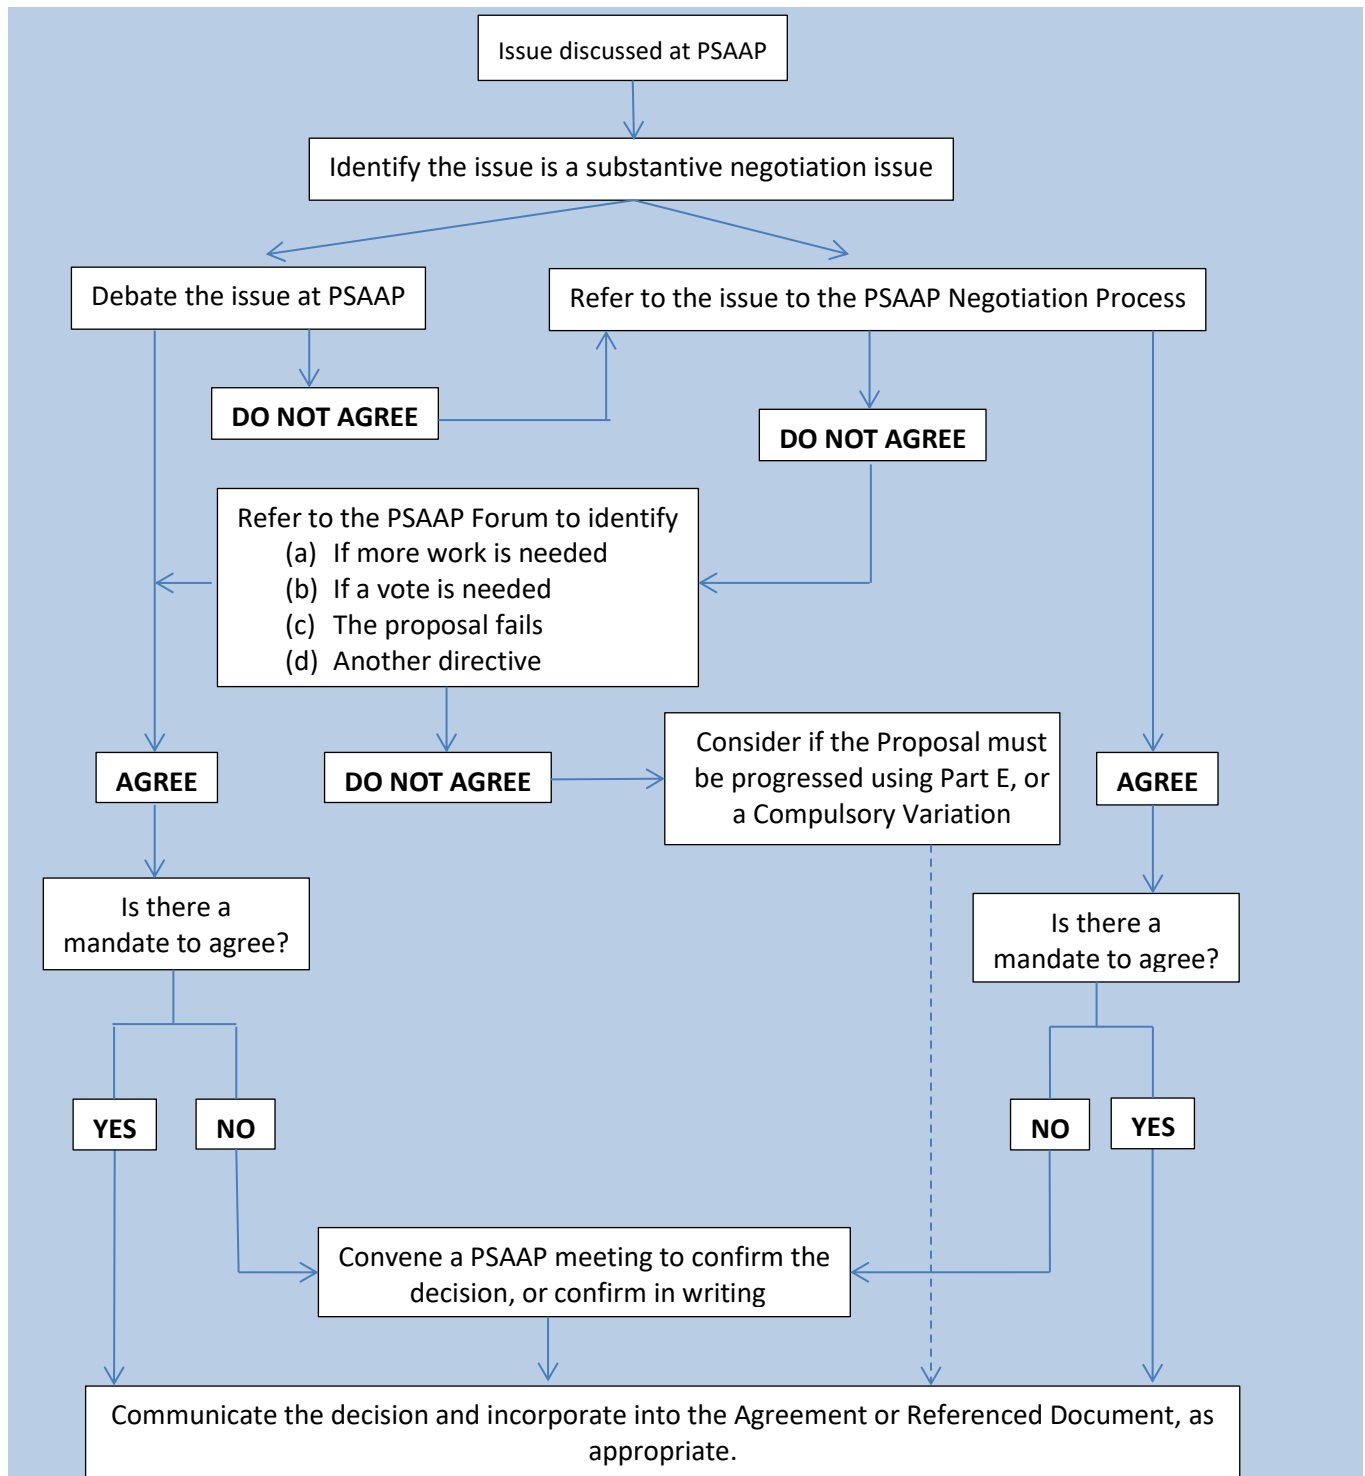 Issue discussed at PSAAP
Identify the issue is a substantive negotiation issue
Debate the issue at PSAAP
Refer to the issue to the PSAAP Negotiation Process
DO NOT AGREE
DO NOT AGREE
Refer to the PSAAP Forum to identify
(a) If more work is needed
(b) If a vote is needed
(c) The proposal fails
(d) Another directive
AGREE
DO NOT AGREE
Consider if the Proposal must
be progressed using Part E, or
a Compulsory Variation
AGREE
Is there a
mandate to agree?
Is there a
mandate to agree?
YES
NO
NO
YES
Convene a PSAAP meeting to confirm the
decision, or confirm in writing
Communicate the decision and incorporate into the Agreement or Referenced Document, as
appropriate.